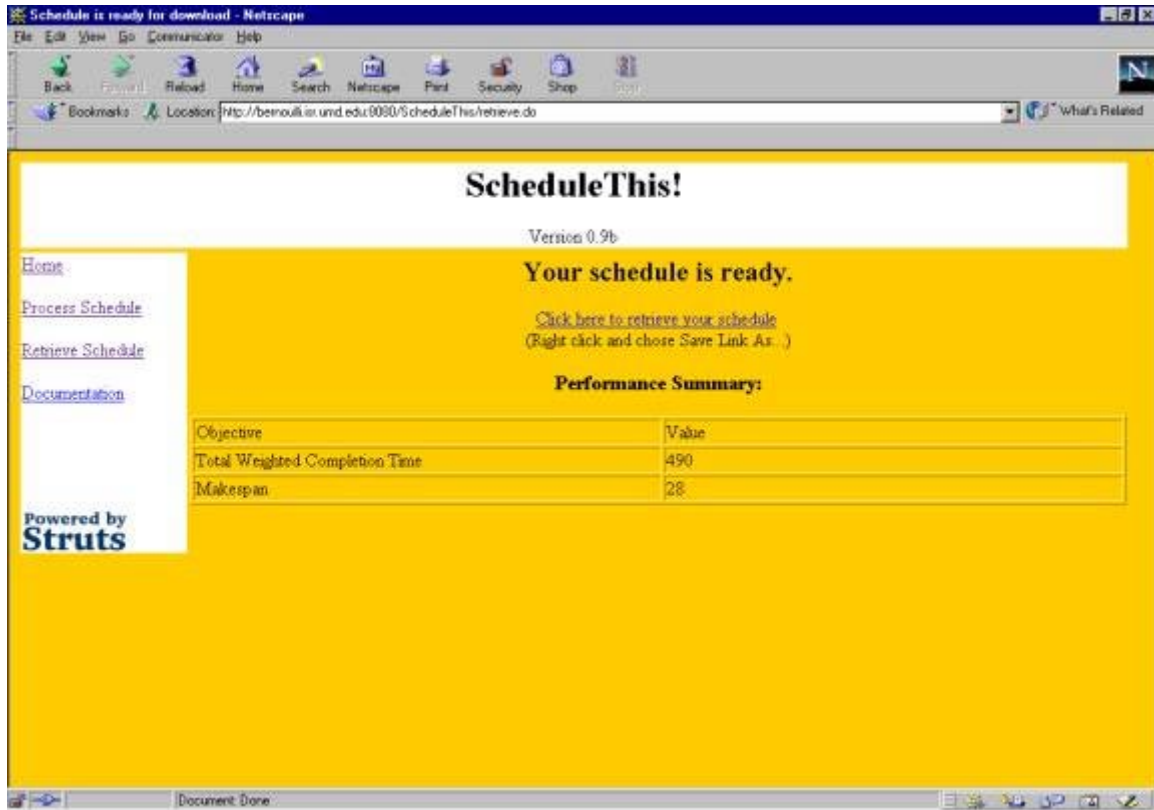 Schedule is ready for download - Netscape
File Edit View Go Communicator Help
Back Forward Reload Home Search Netscape Print Security Shop Stop
Bookmarks Location: http://bernoulli.isr.umd.edu:8080/ScheduleThis/retrieve.do What's Related
ScheduleThis!
Version 0.9b
Home
Process Schedule
Retrieve Schedule
Documentation
Powered by
Struts
Your schedule is ready.
Click here to retrieve your schedule
(Right click and chose Save Link As...)
Performance Summary:
Objective Value
Total Weighted Completion Time 490
Makespan 28
Document: Done